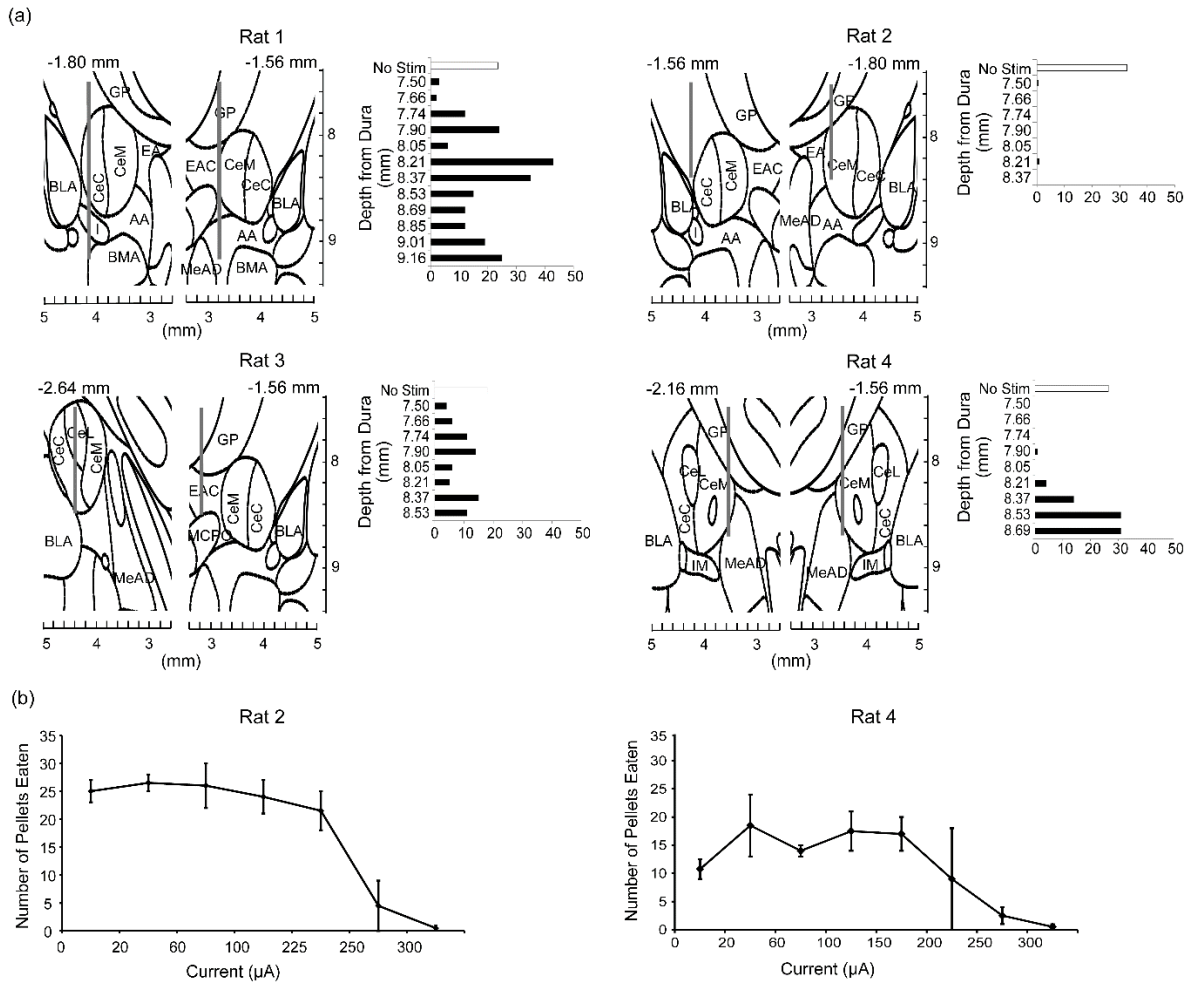 (a)
Rat 1
-1.80 mm -1.56 mm
GP GP
EA EAC
CeM CeC BLA
CeM CeC BLA
AA AA
I
BMA MeAD BMA
8
9
5 4 3 3 4 5
(mm)
Depth from Dura
(mm)
No Stim
7.50
7.66
7.74
7.90
8.05
8.21
8.37
8.53
8.69
8.85
9.01
9.16
0 10 20 30 40 50
Rat 2
-1.56 mm -1.80 mm
GP GP
EAC EA
CeC CeM CeM CeC
BLA BLA
I
AA MeAD AA
8
9
5 4 3 3 4 5
(mm)
Depth from Dura
(mm)
No Stim
7.50
7.66
7.74
7.90
8.05
8.21
8.37
0 10 20 30 40 50
Rat 3
-2.64 mm -1.56 mm
GP
CeC CeL CeM
EAC CeM CeC
BLA MCPO BLA
MeAD
8
9
5 4 3 3 4 5
(mm)
Depth from Dura
(mm)
No Stim
7.50
7.66
7.74
7.90
8.05
8.21
8.37
8.53
0 10 20 30 40 50
Rat 4
-2.16 mm -1.56 mm
GP GP
CeL CeL
CeM CeM
CeC CeC
BLA BLA
IM MeAD MeAD IM
8
9
5 4 3 3 4 5
(mm)
Depth from Dura
(mm)
No Stim
7.50
7.66
7.74
7.90
8.05
8.21
8.37
8.53
8.69
0 10 20 30 40 50
(b)
Rat 2
Number of Pellets Eaten
35
30
25
20
15
10
5
0
0 20 60 100 225 250 300
Current (µA)
Rat 4
Number of Pellets Eaten
35
30
25
20
15
10
5
0
0 10 20 100 150 200 250 300
Current (µA)